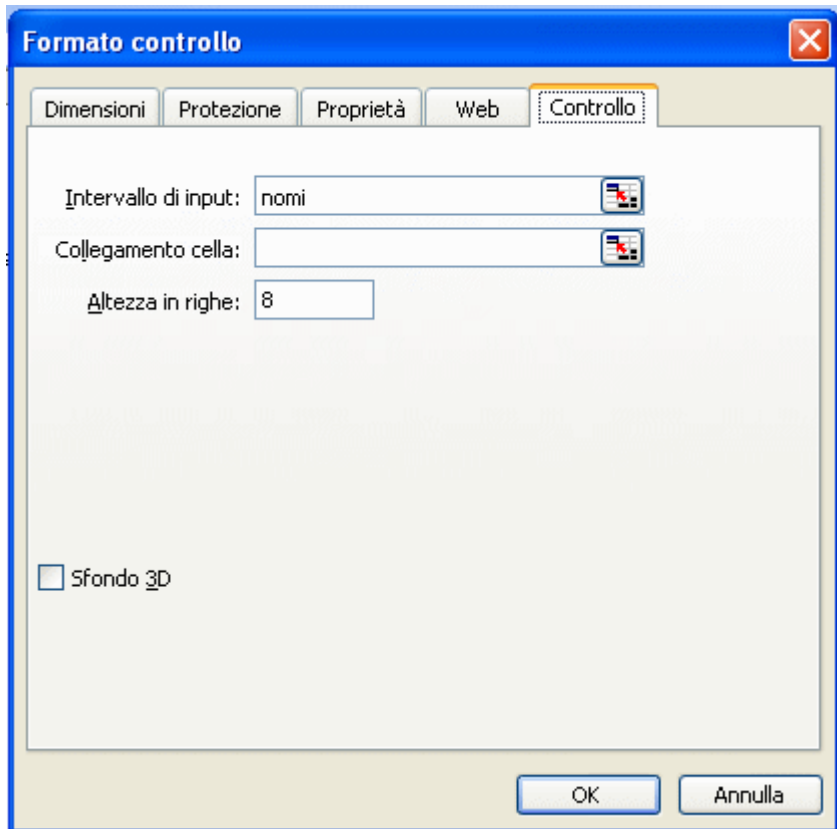 Formato controllo
Dimensioni Protezione Proprietà Web Controllo
Intervallo di input: nomi
Collegamento cella:
Altezza in righe: 8
Sfondo 3D
OK Annulla